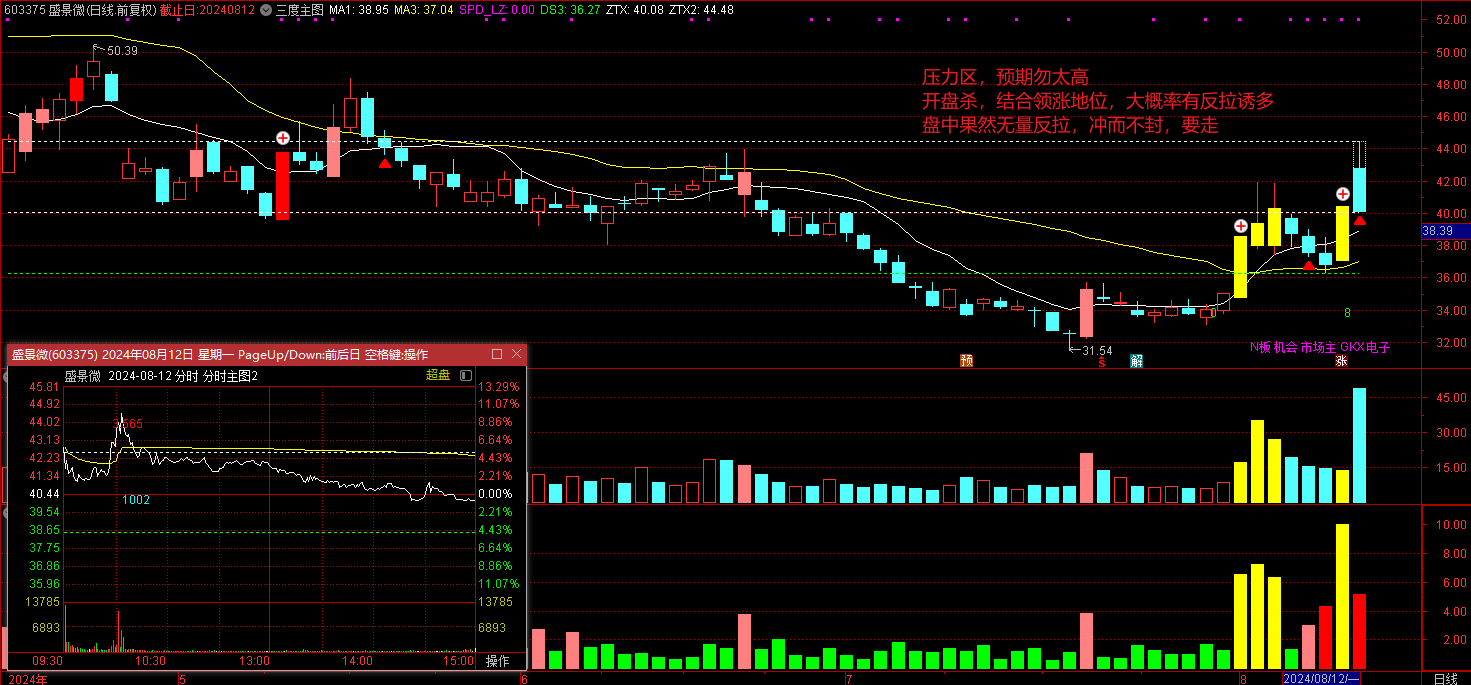 603375 盛景微(日线.前复权) 截止日:20240812 三度主图 MA1: 38.95 MA3: 37.04 SPD_LZ: 0.00 DS3: 36.27 ZTX: 40.08 ZTX2: 44.48
52.00
50.39
50.00
压力区，预期勿太高
48.00
开盘杀，结合领涨地位，大概率有反拉诱多
46.00
盘中果然无量反拉，冲而不封，要走
44.00
42.00
40.00
38.39
38.00
36.00
34.00
0
8
32.00
31.54
N板 机会 市场主 GKX电子
预
$
解
涨
盛景微(603375) 2024年08月12日 星期一 PageUp/Down:前后日 空格键:操作
盛景微 2024-08-12 分时 分时主图2 超盘
45.81 13.29%
44.92 11.07%
44.02 8.86%
43.13 6.64%
42.23 4.43%
41.34 2.21%
40.44 1002 0.00%
39.54 2.21%
38.65 4.43%
37.75 6.64%
36.86 8.86%
35.96 11.07%
13785 13785
6893 6893
09:30 10:30 13:00 14:00 15:00 操作
45.00
30.00
15.00
10.00
8.00
6.00
4.00
2.00
2024年 5 6 7 8 2024/08/12/一 日线